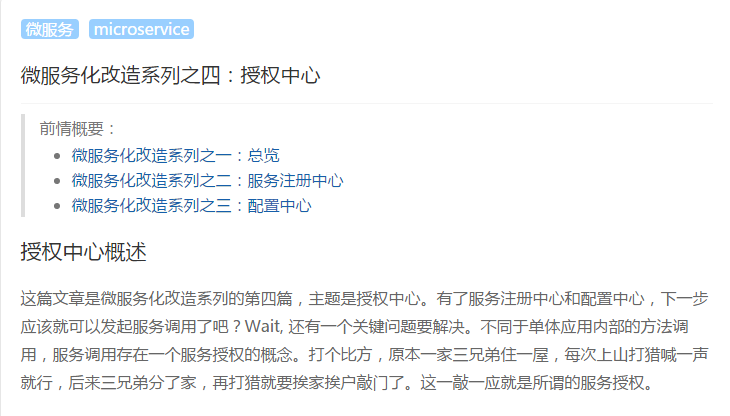 微服务 microservice
微服务化改造系列之四：授权中心
前情概要：
微服务化改造系列之一：总览
微服务化改造系列之二：服务注册中心
微服务化改造系列之三：配置中心
授权中心概述
这篇文章是微服务化改造系列的第四篇，主题是授权中心。有了服务注册中心和配置中心，下一步
应该就可以发起服务调用了吧？Wait, 还有一个关键问题要解决。不同于单体应用内部的方法调
用，服务调用存在一个服务授权的概念。打个比方，原本一家三兄弟住一屋，每次上山打猎喊一声
就行，后来三兄弟分了家，再打猎就要挨家挨户敲门了。这一敲一应就是所谓的服务授权。